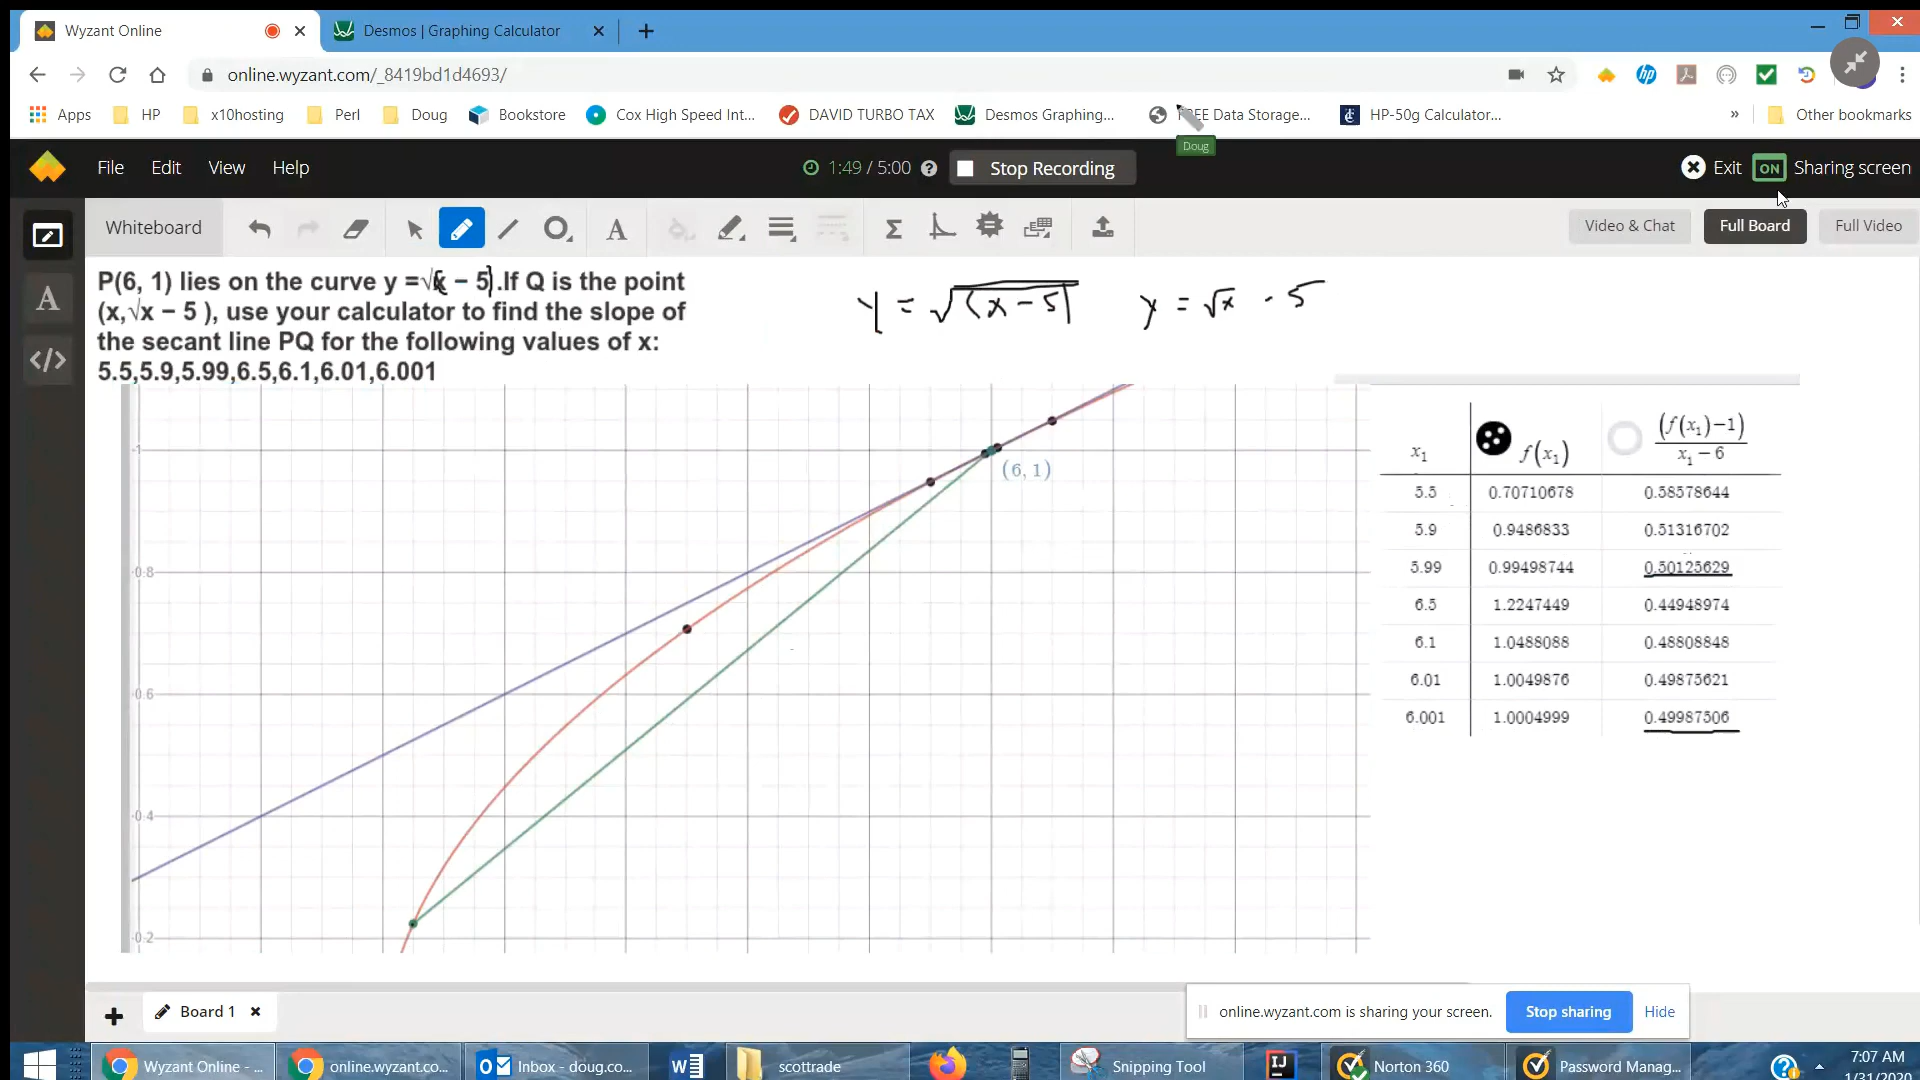 Wyzant Online
Desmos | Graphing Calculator
online.wyzant.com/_8419bd1d4693/
Apps HP x10hosting Perl Doug Bookstore Cox High Speed Int... DAVID TURBO TAX Desmos Graphing... FREE Data Storage... HP-50g Calculator... » Other bookmarks
Doug
File Edit View Help 1:49 / 5:00 Stop Recording Exit ON Sharing screen
Whiteboard Video & Chat Full Board Full Video
P(6, 1) lies on the curve y =√(x − 5).If Q is the point
(x,√x − 5 ), use your calculator to find the slope of
the secant line PQ for the following values of x:
5.5,5.9,5.99,6.5,6.1,6.01,6.001
y = √(x − 5) y = √x - 5
1
(6, 1)
0.8
0.6
0.4
0.2
x₁ f(x₁) (f(x₁)−1) / x₁ − 6
5.5 0.70710678 0.58578644
5.9 0.9486833 0.51316702
5.99 0.99498744 0.50125629
6.5 1.2247449 0.44948974
6.1 1.0488088 0.48808848
6.01 1.0049876 0.49875621
6.001 1.0004999 0.49987506
Board 1
online.wyzant.com is sharing your screen. Stop sharing Hide
Wyzant Online - ... online.wyzant.co... Inbox - doug.co... scottrade Snipping Tool Norton 360 Password Manag... 7:07 AM
1/31/2020